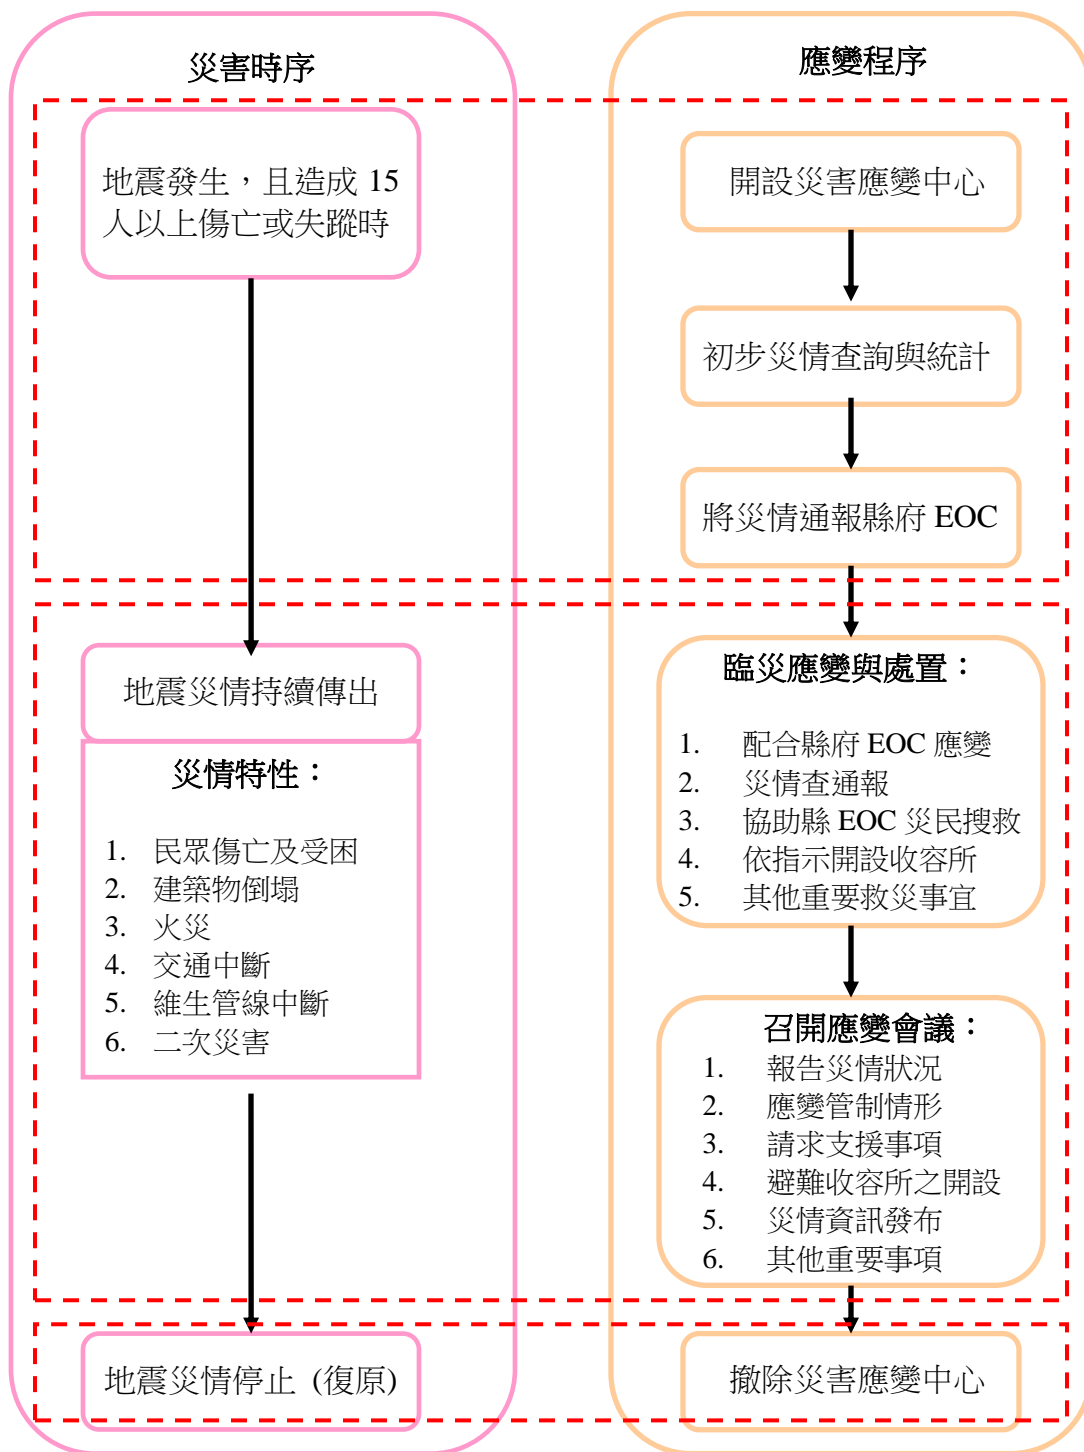 災害時序
地震發生，且造成 15
人以上傷亡或失蹤時
地震災情持續傳出
災情特性：
1. 民眾傷亡及受困
2. 建築物倒塌
3. 火災
4. 交通中斷
5. 維生管線中斷
6. 二次災害
地震災情停止 (復原)
應變程序
開設災害應變中心
初步災情查詢與統計
將災情通報縣府 EOC
臨災應變與處置：
1. 配合縣府 EOC 應變
2. 災情查通報
3. 協助縣 EOC 災民搜救
4. 依指示開設收容所
5. 其他重要救災事宜
召開應變會議：
1. 報告災情狀況
2. 應變管制情形
3. 請求支援事項
4. 避難收容所之開設
5. 災情資訊發布
6. 其他重要事項
撤除災害應變中心